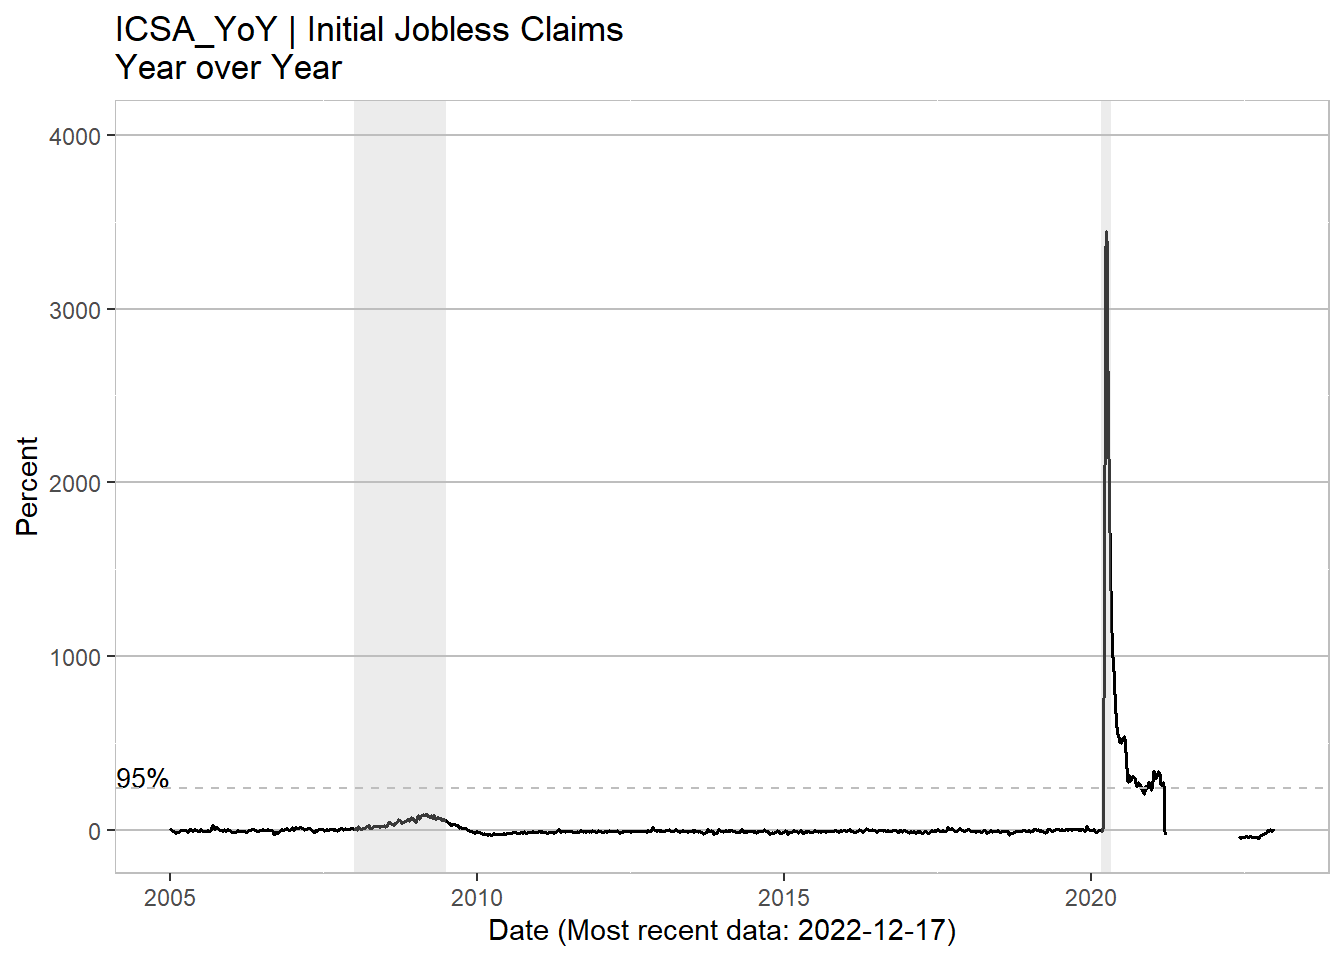 ICSA_YoY | Initial Jobless Claims
Year over Year
4000
3000
2000
1000
0
95%
Percent
2005
2010
2015
2020
Date (Most recent data: 2022-12-17)